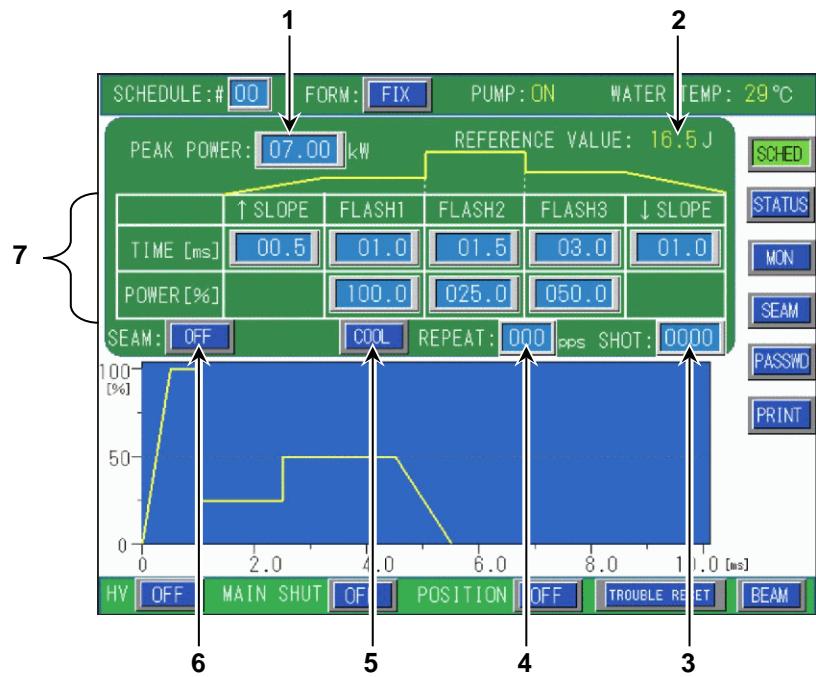 1 2
SCHEDULE:# 00 FORM: FIX PUMP:ON WATER TEMP: 29℃
PEAK POWER: 07.00 kW REFERENCE VALUE: 16.5J
SCHED
7
↑SLOPE FLASH1 FLASH2 FLASH3 ↓SLOPE
STATUS
TIME [ms] 00.5 01.0 01.5 03.0 01.0
MON
POWER[%] 100.0 025.0 050.0
SEAM
SEAM: OFF COOL REPEAT: 000 pps SHOT: 0000
PASSWD
PRINT
100
[%]
50
0
0 2.0 4.0 6.0 8.0 10.0 [ms]
HV OFF MAIN SHUT OFF POSITION OFF TROUBLE RESET BEAM
6 5 4 3